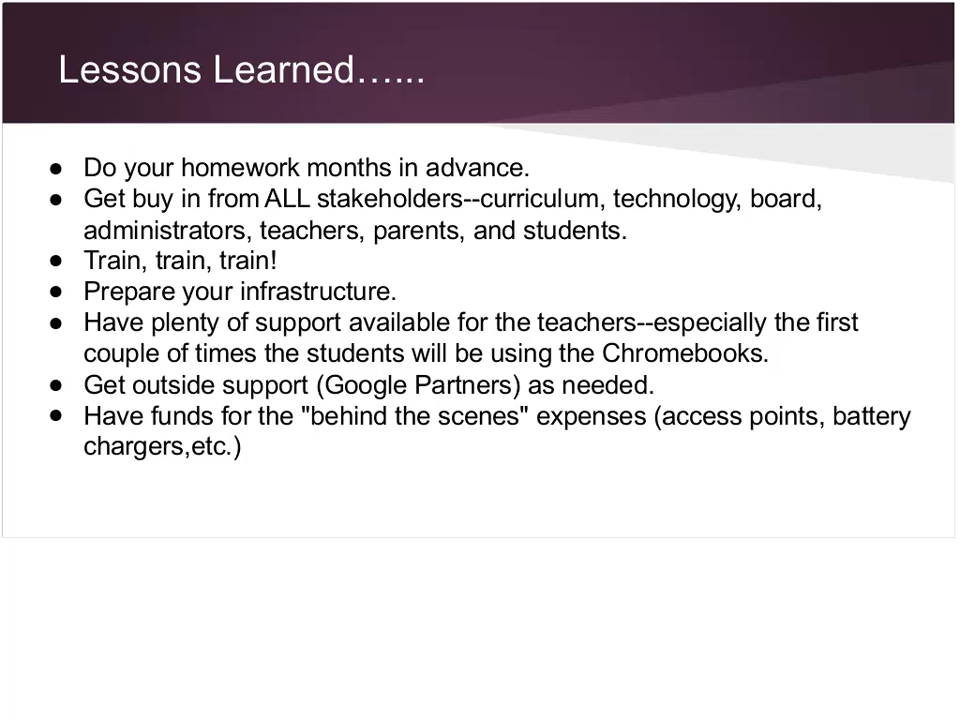 Lessons Learned…...
● Do your homework months in advance.
● Get buy in from ALL stakeholders--curriculum, technology, board,
administrators, teachers, parents, and students.
● Train, train, train!
● Prepare your infrastructure.
● Have plenty of support available for the teachers--especially the first
couple of times the students will be using the Chromebooks.
● Get outside support (Google Partners) as needed.
● Have funds for the "behind the scenes" expenses (access points, battery
chargers,etc.)